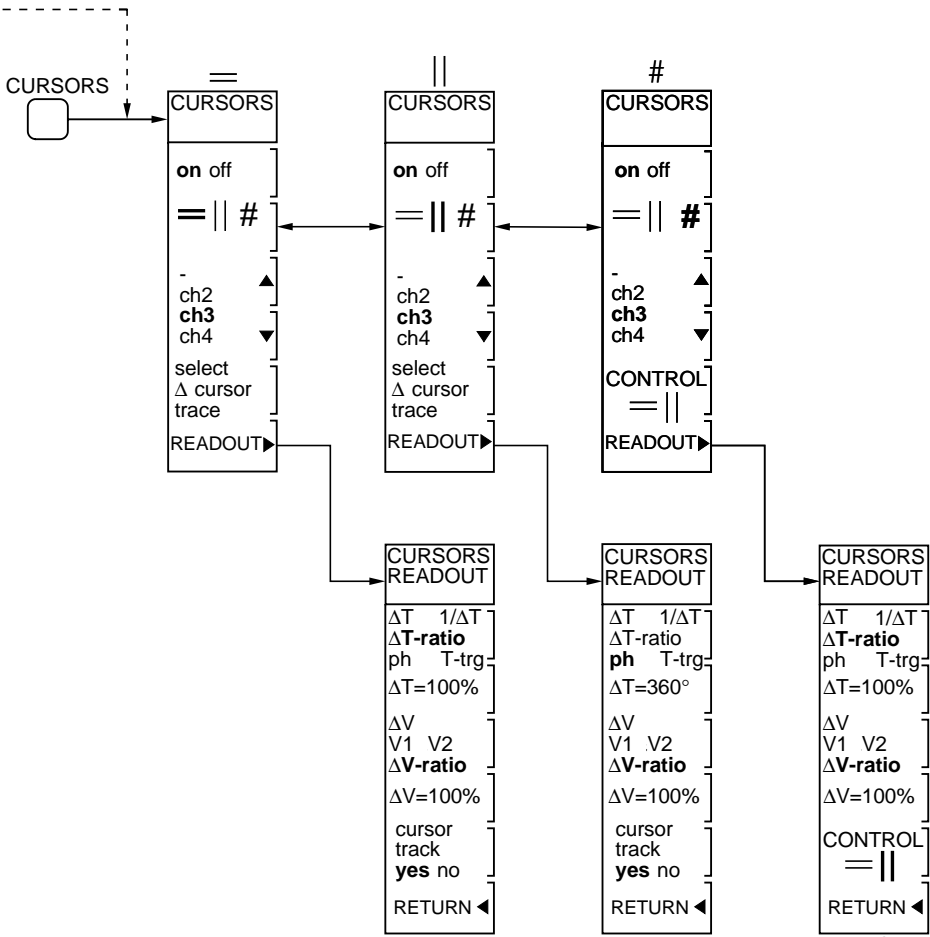 CURSORS
=
CURSORS
on off
= || #
-
ch2
ch3
ch4
select
Δ cursor
trace
READOUT
||
CURSORS
on off
= || #
-
ch2
ch3
ch4
select
Δ cursor
trace
READOUT
#
CURSORS
on off
= || #
-
ch2
ch3
ch4
CONTROL
= ||
READOUT
CURSORS
READOUT
ΔT 1/ΔT
ΔT-ratio
ph T-trg
ΔT=100%
ΔV
V1 V2
ΔV-ratio
ΔV=100%
cursor
track
yes no
RETURN
CURSORS
READOUT
ΔT 1/ΔT
ΔT-ratio
ph T-trg
ΔT=360°
ΔV
V1 .V2
ΔV-ratio
ΔV=100%
cursor
track
yes no
RETURN
CURSORS
READOUT
ΔT 1/ΔT
ΔT-ratio
ph T-trg
ΔT=100%
ΔV
V1 .V2
ΔV-ratio
ΔV=100%
CONTROL
= ||
RETURN